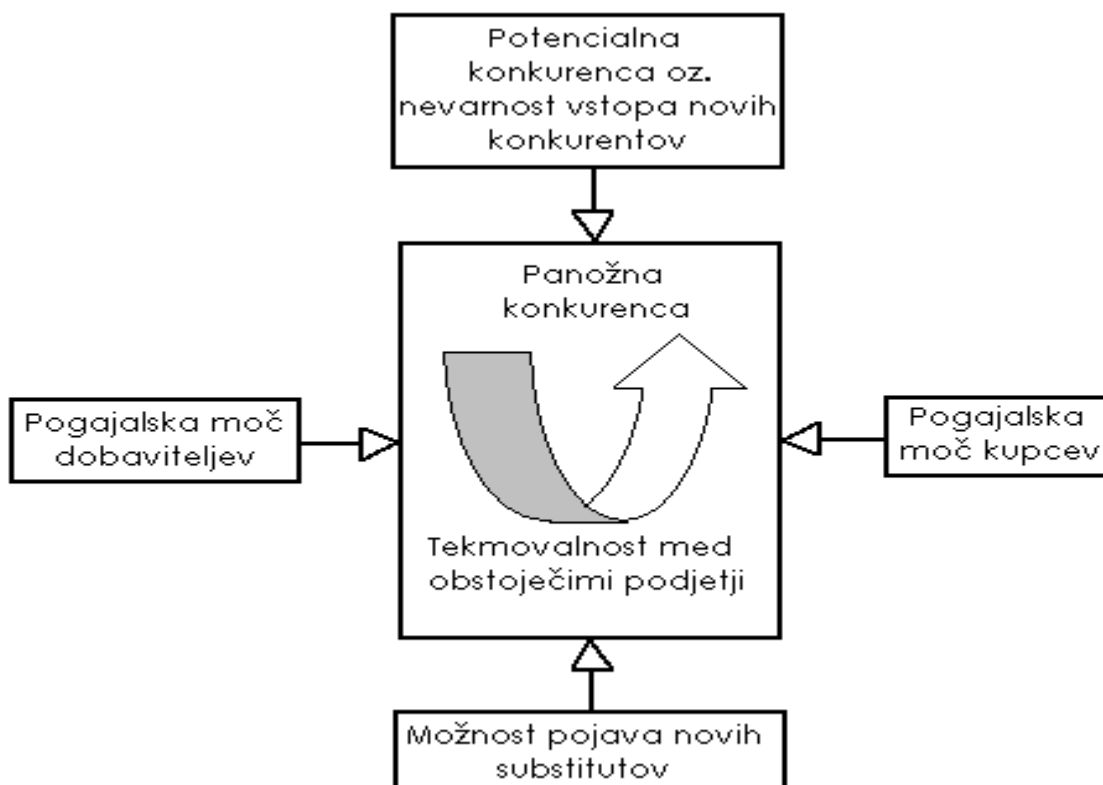 Potencialna
konkurenca oz.
nevarnost vstopa novih
konkurentov
Panožna
konkurenca
Pogajalska moč
dobaviteljev
Pogajalska
moč kupcev
Tekmovalnost med
obstoječimi podjetji
Možnost pojava novih
substitutov